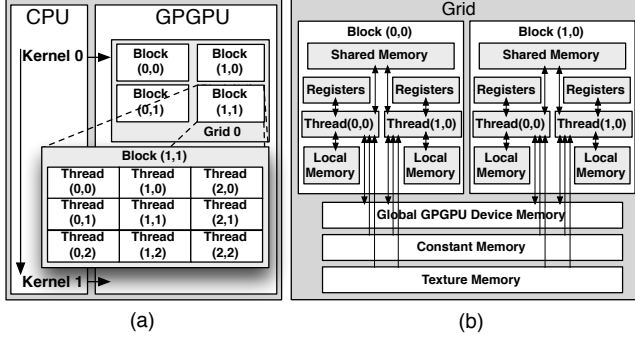 CPU
GPGPU
Kernel 0
Block
(0,0)
Block
(1,0)
Block
(0,1)
Block
(1,1)
Grid 0
Block (1,1)
Thread
(0,0)
Thread
(1,0)
Thread
(2,0)
Thread
(0,1)
Thread
(1,1)
Thread
(2,1)
Thread
(0,2)
Thread
(1,2)
Thread
(2,2)
Kernel 1
(a)
Grid
Block (0,0)
Shared Memory
Registers
Registers
Thread(0,0)
Thread(1,0)
Local
Memory
Local
Memory
Block (1,0)
Shared Memory
Registers
Registers
Thread(0,0)
Thread(1,0)
Local
Memory
Local
Memory
Global GPGPU Device Memory
Constant Memory
Texture Memory
(b)